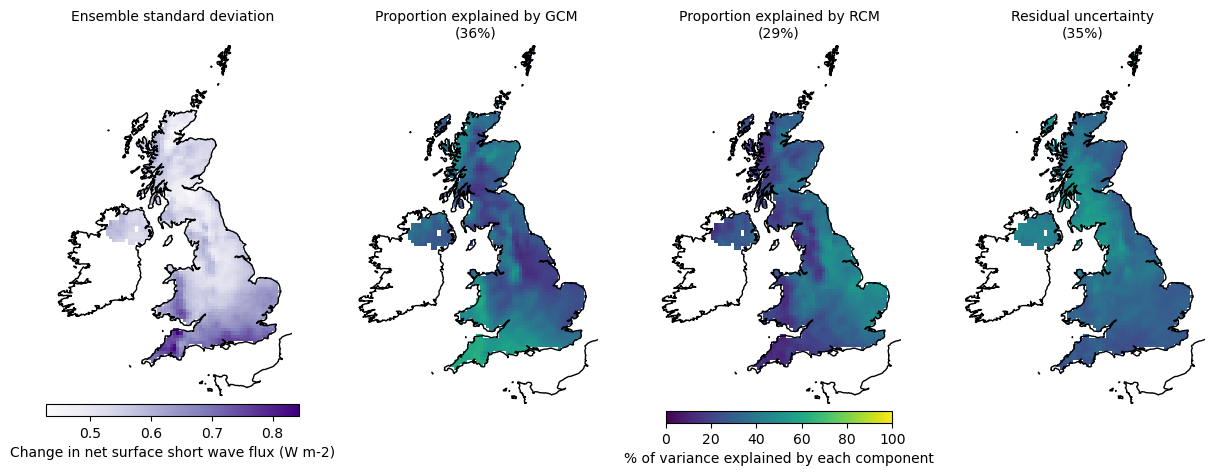 Ensemble standard deviation
Proportion explained by GCM
(36%)
Proportion explained by RCM
(29%)
Residual uncertainty
(35%)
0.5 0.6 0.7 0.8
Change in net surface short wave flux (W m-2)
0 20 40 60 80 100
% of variance explained by each component